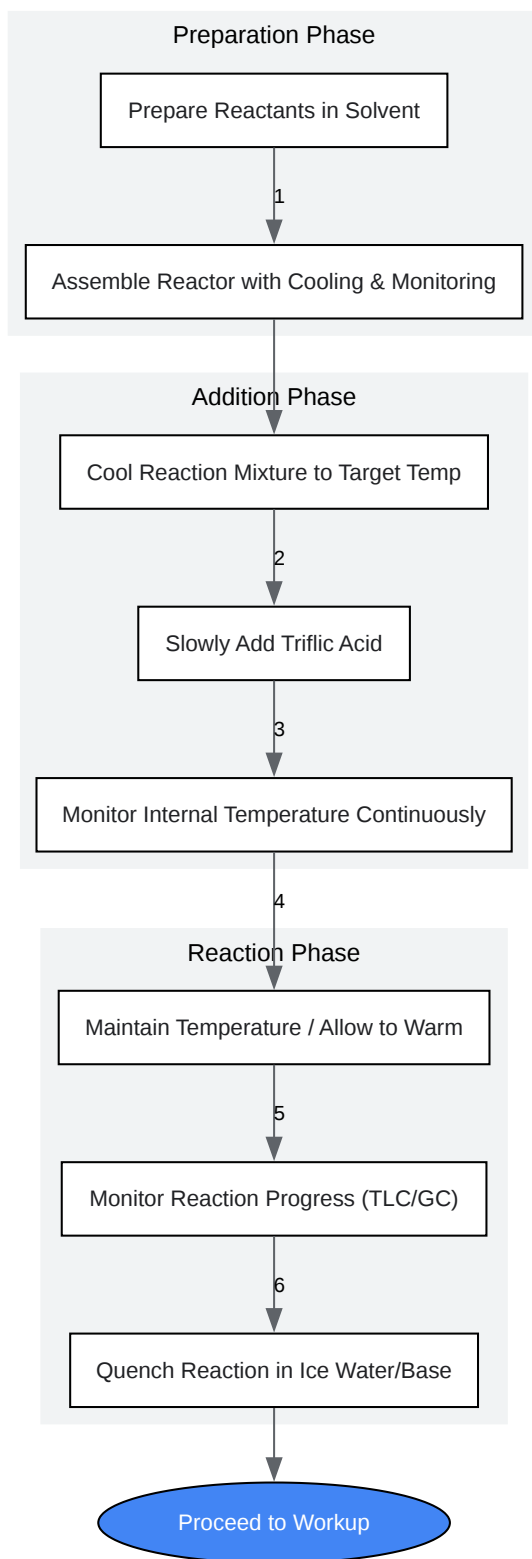 Preparation Phase
Prepare Reactants in Solvent
1
Assemble Reactor with Cooling & Monitoring
Addition Phase
Cool Reaction Mixture to Target Temp
2
Slowly Add Triflic Acid
3
Monitor Internal Temperature Continuously
4
Reaction Phase
Maintain Temperature / Allow to Warm
5
Monitor Reaction Progress (TLC/GC)
6
Quench Reaction in Ice Water/Base
Proceed to Workup